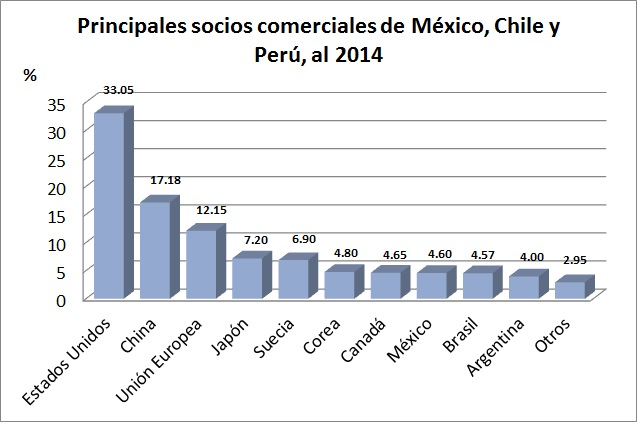 Principales socios comerciales de México, Chile y
Perú, al 2014
%
33.05
17.18
12.15
7.20
6.90
4.80
4.65
4.60
4.57
4.00
2.95
35
30
25
20
15
10
5
0
Estados Unidos
China
Unión Europea
Japón
Suecia
Corea
Canadá
México
Brasil
Argentina
Otros